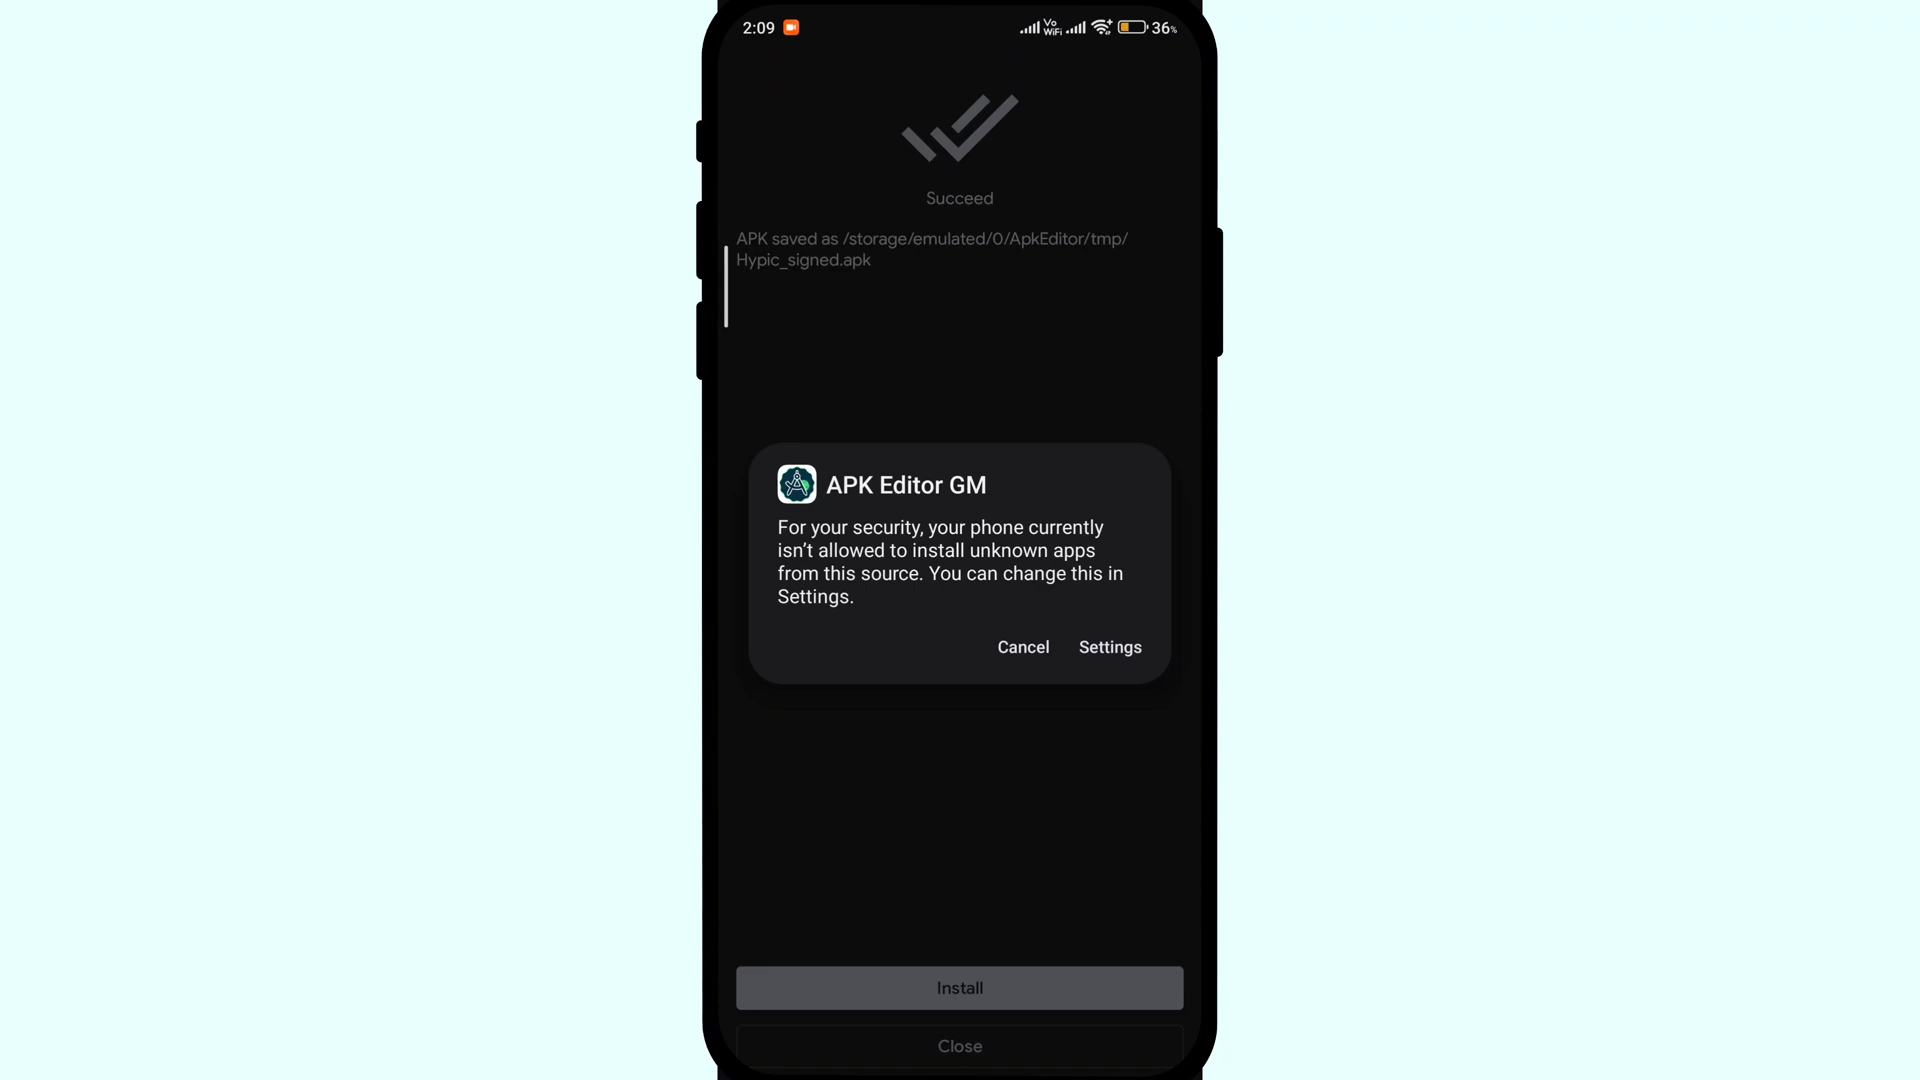 2:09 Vo WiFi 36%
Succeed
APK saved as /storage/emulated/0/ApkEditor/tmp/
Hypic_signed.apk
APK Editor GM
For your security, your phone currently
isn't allowed to install unknown apps
from this source. You can change this in
Settings.
Cancel Settings
Install
Close